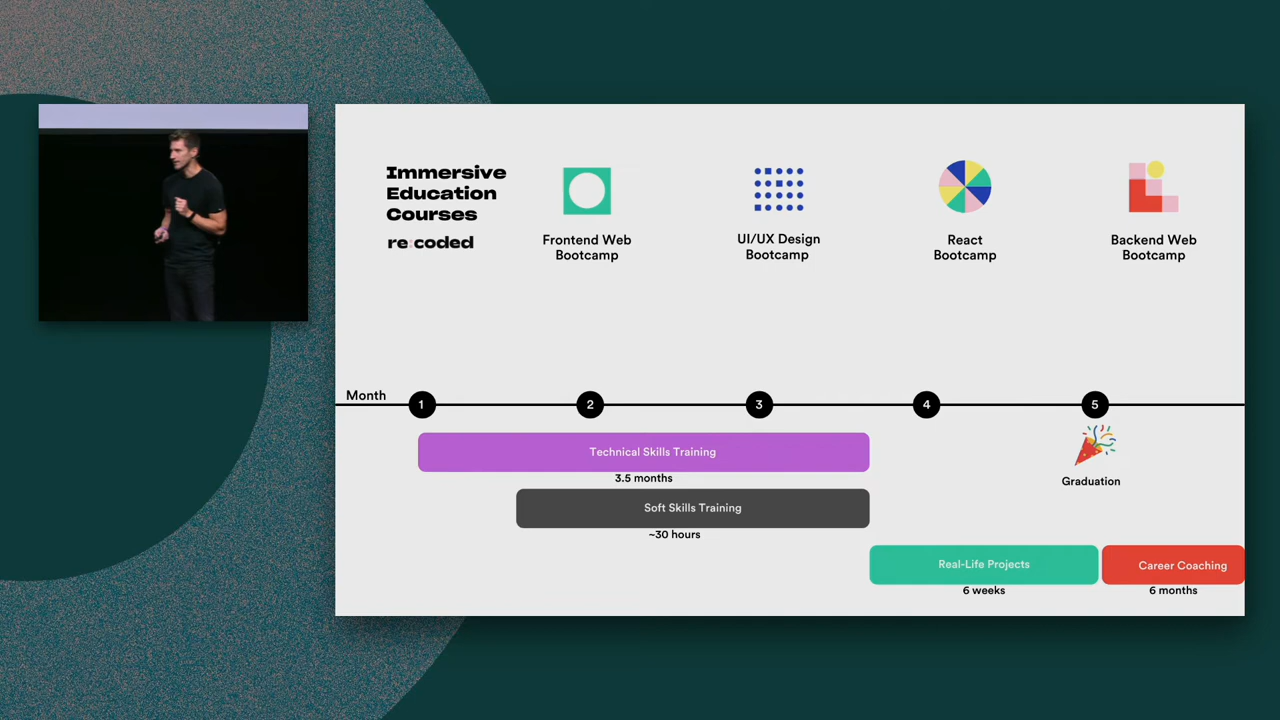 Immersive
Education
Courses
re:coded
Frontend Web
Bootcamp
UI/UX Design
Bootcamp
React
Bootcamp
Backend Web
Bootcamp
Month
1
2
3
4
5
Technical Skills Training
3.5 months
Graduation
Soft Skills Training
~30 hours
Real-Life Projects
6 weeks
Career Coaching
6 months